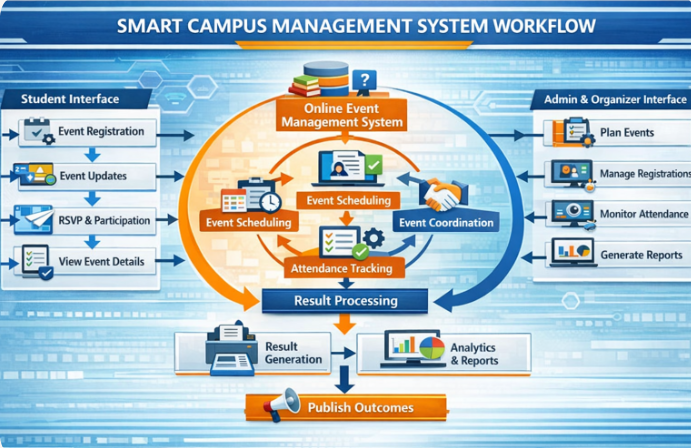 SMART CAMPUS MANAGEMENT SYSTEM WORKFLOW
Student Interface
Event Registration
Event Updates
RSVP & Participation
View Event Details
?
Online Event
Management System
Event Scheduling
Event Scheduling
Event Coordination
Attendance Tracking
Admin & Organizer Interface
Plan Events
Manage Registrations
Monitor Attendance
Generate Reports
Result Processing
Result
Generation
Analytics
& Reports
Publish Outcomes